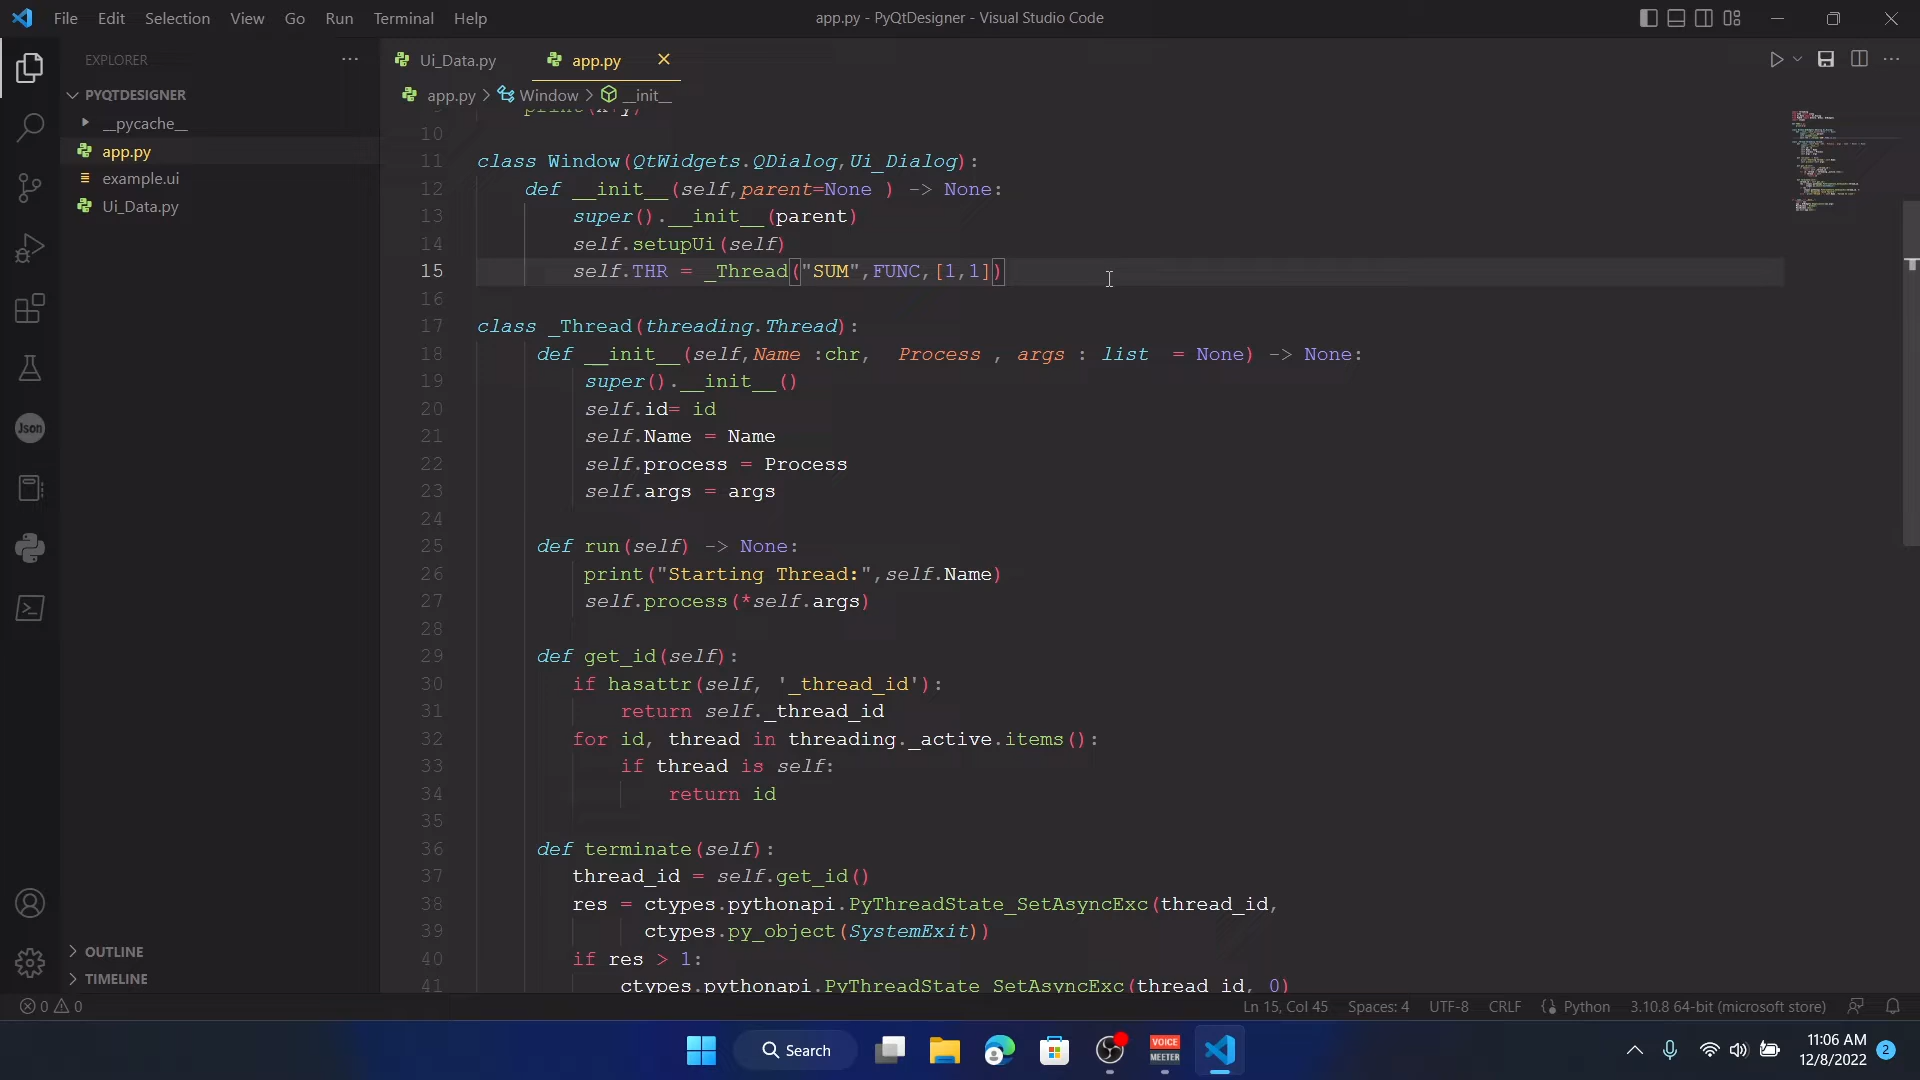 File Edit Selection View Go Run Terminal Help
app.py - PyQtDesigner - Visual Studio Code
EXPLORER
PYQTDESIGNER
__pycache__
app.py
example.ui
Ui_Data.py
OUTLINE
TIMELINE
Json
Ui_Data.py app.py
app.py > Window > __init__
10
11 class Window(QtWidgets.QDialog,Ui_Dialog):
12 def __init__(self,parent=None ) -> None:
13 super().__init__(parent)
14 self.setupUi(self)
15 self.THR = _Thread("SUM",FUNC,[1,1])
16
17 class _Thread(threading.Thread):
18 def __init__(self,Name :chr, Process , args : list = None) -> None:
19 super().__init__()
20 self.id= id
21 self.Name = Name
22 self.process = Process
23 self.args = args
24
25 def run(self) -> None:
26 print("Starting Thread:",self.Name)
27 self.process(*self.args)
28
29 def get_id(self):
30 if hasattr(self, '_thread_id'):
31 return self._thread_id
32 for id, thread in threading._active.items():
33 if thread is self:
34 return id
35
36 def terminate(self):
37 thread_id = self.get_id()
38 res = ctypes.pythonapi.PyThreadState_SetAsyncExc(thread_id,
39 ctypes.py_object(SystemExit))
40 if res > 1:
41 ctypes.pythonapi.PyThreadState_SetAsyncExc(thread_id, 0)
0 0
Ln 15, Col 45 Spaces: 4 UTF-8 CRLF Python 3.10.8 64-bit (microsoft store)
Search
VOICE
MEETER
11:06 AM
12/8/2022
2